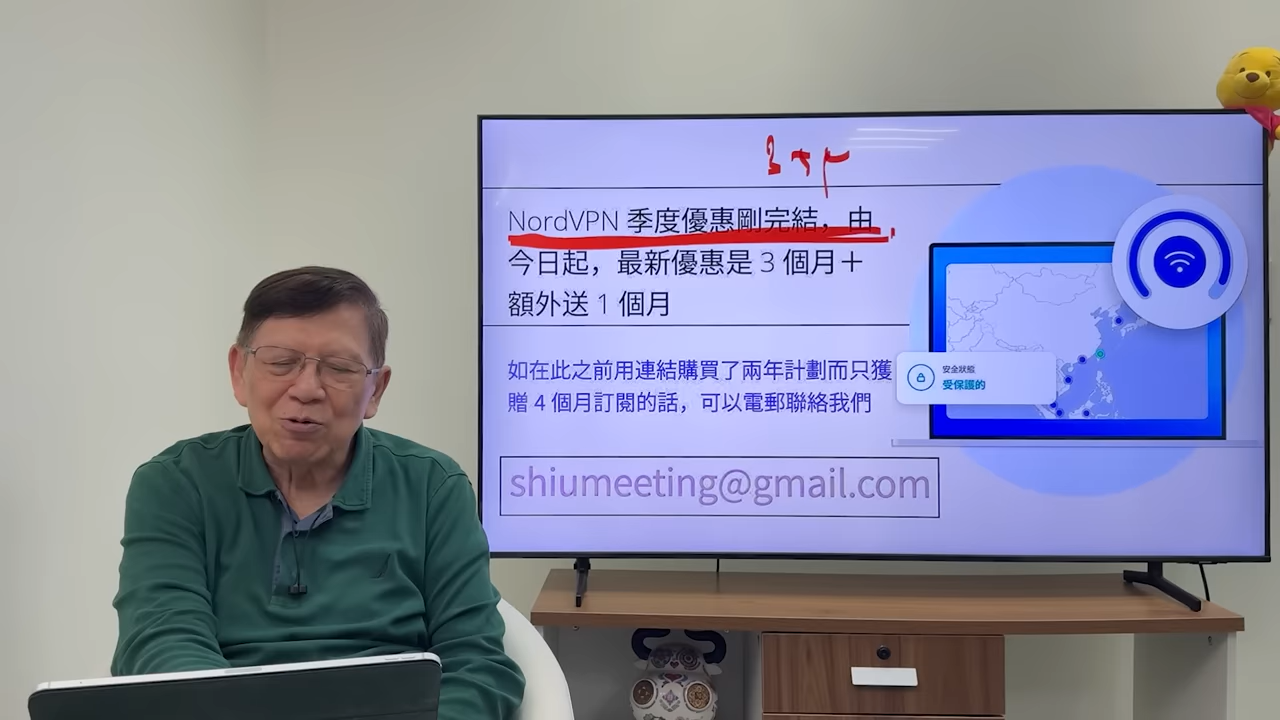 NordVPN 季度優惠剛完結，由
今日起，最新優惠是 3 個月＋
額外送 1 個月
如在此之前用連結購買了兩年計劃而只獲
贈 4 個月訂閱的話，可以電郵聯絡我們
shiumeeting@gmail.com
安全狀態
受保護的